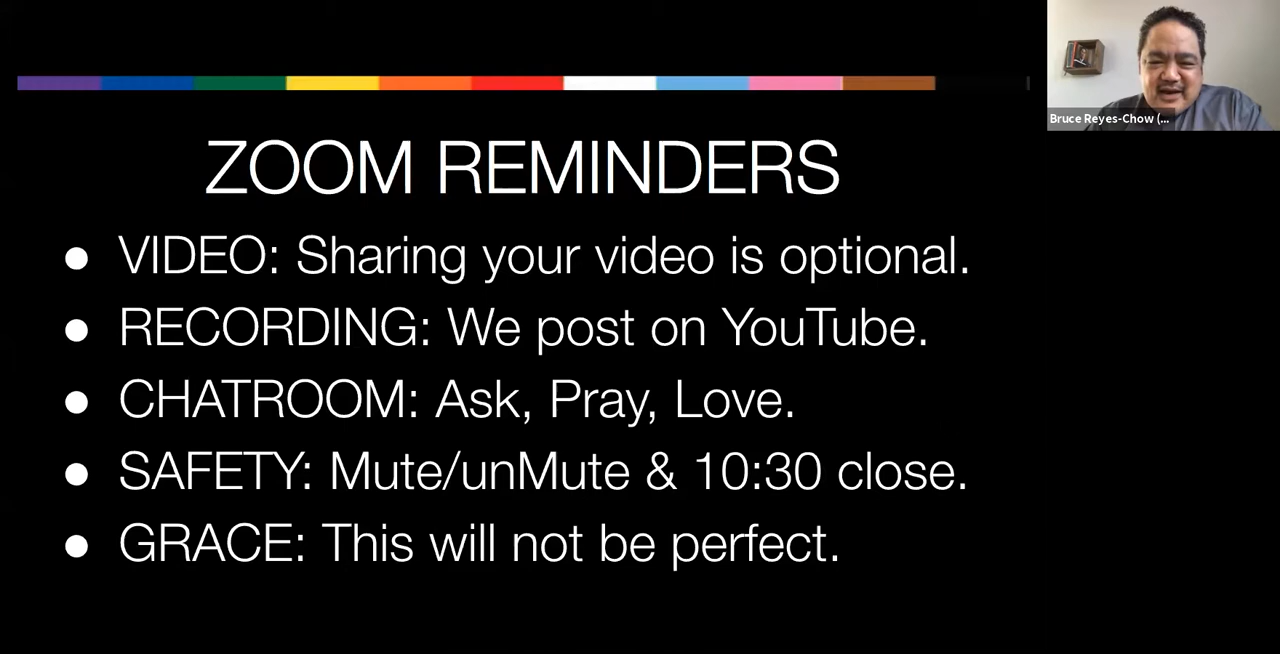 ZOOM REMINDERS
● VIDEO: Sharing your video is optional.
● RECORDING: We post on YouTube.
● CHATROOM: Ask, Pray, Love.
● SAFETY: Mute/unMute & 10:30 close.
● GRACE: This will not be perfect.
Bruce Reyes-Chow (...